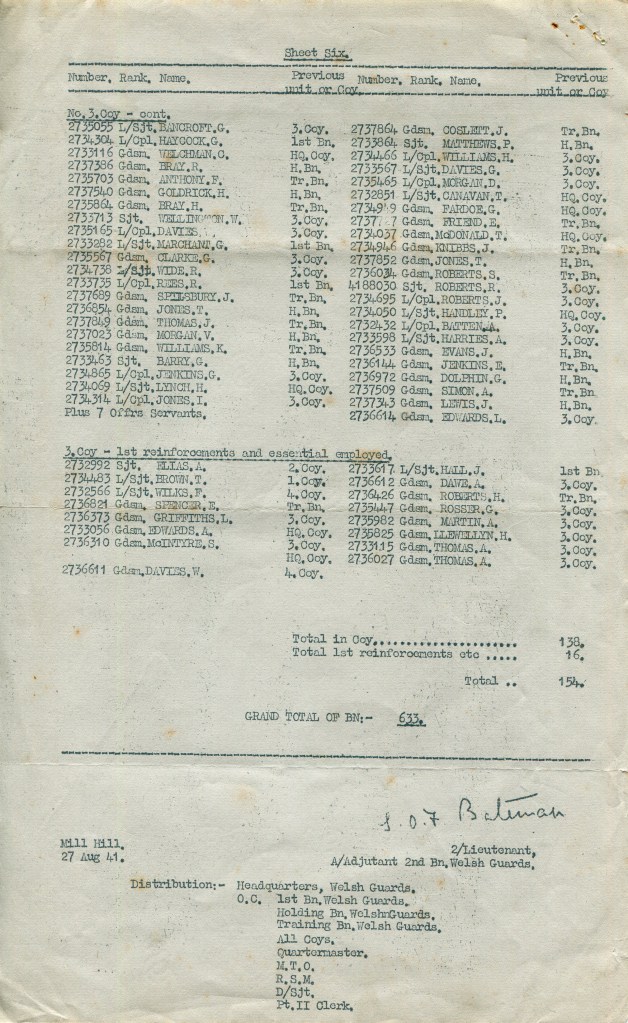 Sheet Six.
Number. Rank. Name. Previous unit or Coy. Number. Rank. Name. Previous unit or Coy
No.3.Coy - cont.
2735055 L/Sjt.BANCROFT.G. 3.Coy. 2737864 Gdsm. COSLETT.J. Tr.Bn.
2734304 L/Cpl.HAYCOCK.G. 1st Bn 2733864 Sjt. MATTHEWS.P. H.Bn.
2733116 Gdsm. WELCHMAN.C. HQ.Coy. 2734466 L/Cpl.WILLIAMS.H. 3.Coy.
2737386 Gdsm. BRAY.R. H.Bn. 2733567 L/Sjt.DAVIES.G. 3.Coy.
2735703 Gdsm. ANTHONY.F. Tr.Bn 2735465 L/Cpl.MORGAN.D. 3.Coy.
2737540 Gdsm. GOLDRICK.H. H.Bn 2732851 L/Sjt.CANAVAN.T. HQ.Coy.
2735864 Gdsm. BRAY.H. Tr.Bn. Gdsm. PARDOE.G. HQ.Coy.
2733713 Sjt. WELLINGTON.W. 3.Coy. Gdsm. FRIEND.E. Tr.Bn.
2735165 L/Cpl.DAVIES 3.Coy. 2734037 Gdsm.McDONALD.T. HQ.Coy.
2733282 L/Sjt.MARCHANT.G. 1st Bn 2734946 Gdsm. KNIBBS.J. Tr.Bn.
2735567 Gdsm. CLARKE.G. 3.Coy. 2737852 Gdsm. JONES.T. H.Bn.
2734738 L/Sjt.WIDE.R. 3.Coy. 2736034 Gdsm. ROBERTS.S. Tr.Bn.
2733735 L/Cpl.REES.R. 1st Bn 4188030 Sjt. ROBERTS.R. 3.Coy.
2737689 Gdsm. SPILSBURY.J. Tr.Bn. 2734695 L/Cpl.ROBERTS.J. 3.Coy.
2736854 Gdsm. JONES.T. H.Bn. 2734050 L/Sjt.HANDLEY.P. HQ.Coy.
2737849 Gdsm. THOMAS.J. Tr.Bn. 2732432 L/Cpl.BATTEN.A. 3.Coy.
2737023 Gdsm. MORGAN.V. H.Bn. 2733598 L/Sjt.HARRIES.A. 3.Coy.
2735814 Gdsm. WILLIAMS.K. Tr.Bn. 2736533 Gdsm. EVANS.J. H.Bn.
2733463 Sjt. BARRY.G. H.Bn. 2736144 Gdsm. JENKINS.E. Tr.Bn.
2734865 L/Cpl.JENKINS.G. 3.Coy. 2736972 Gdsm. DOLPHIN.G. H.Bn.
2734069 L/Sjt.LYNCH.H HQ.Coy. 2737509 Gdsm. SIMON.A. Tr.Bn.
2734314 L/Cpl.JONES.I. 3.Coy. 2737343 Gdsm. LEWIS.J. H.Bn.
Plus 7 Offrs Servants. 2736614 Gdsm. EDWARDS.L. 3.Coy.
3.Coy - 1st reinforcements and essential employed.
2732992 Sjt. ELIAS.A. 2.Coy. 2733617 L/Sjt.HALL.J. 1st Bn
2734483 L/Sjt.BROWN.T. 1.Coy. 2736612 Gdsm. DAWE.A. 3.Coy.
2732566 L/Sjt.WILKS.F. 4.Coy. 2736426 Gdsm. ROBERTS.H. Tr.Bn.
2736821 Gdsm. SPENCER.E. Tr.Bn. 2735447 Gdsm. ROSSER.G. 3.Coy.
2736373 Gdsm. GRIFFITHS.L. 3.Coy. 2735982 Gdsm. MARTIN.A. 3.Coy.
2733056 Gdsm.EDWARDS.A. HQ.Coy. 2735825 Gdsm.LLEWELLYN.H. 3.Coy.
2736310 Gdsm.McINTYRE.S. 3.Coy. 2733115 Gdsm.THOMAS.A. 3.Coy.
HQ.Coy. 2736027 Gdsm.THOMAS.A. 3.Coy.
2736611 Gdsm.DAVIES.W. 4.Coy.
Total in Coy...................... 138.
Total 1st reinforcements etc ..... 16.
Total .. 154.
GRAND TOTAL OF BN:- 633.
Bateman
Mill Hill. 2/Lieutenant,
27 Aug 41. A/Adjutant 2nd Bn.Welsh Guards.
Distribution:- Headquarters, Welsh Guards.
O.C. 1st Bn.Welsh Guards.
Holding Bn.WelshnGuards.
Training Bn.Welsh Guards.
All Coys.
Quartermaster.
M.T.O.
R.S.M.
D/Sjt.
Pt.II Clerk.